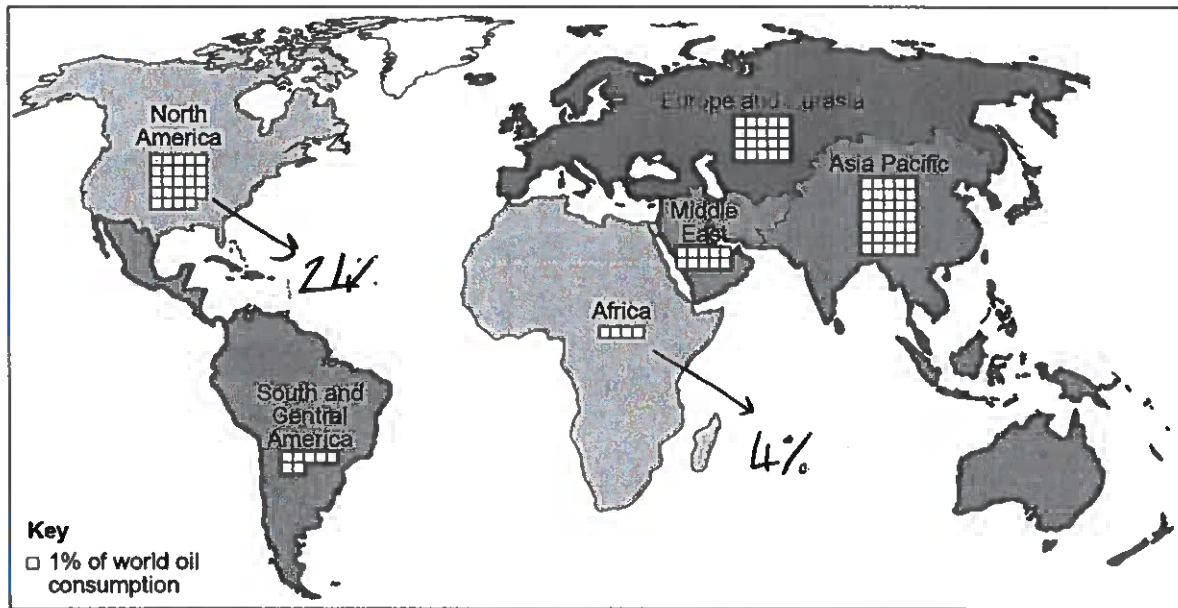 North
America
24%
Europe and Eurasia
Asia Pacific
Middle
East
Africa
4%
South and
Central
America
Key
1% of world oil
consumption